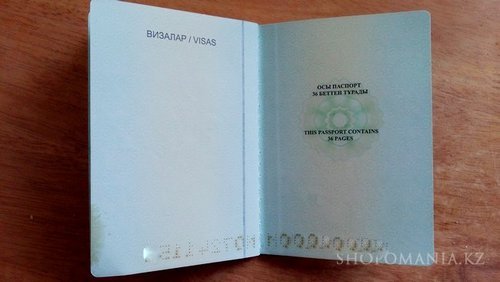 ВИЗАЛАР / VISAS
ОСЫ ПАСПОРТ
36 БЕТТЕН ТҰРАДЫ
THIS PASSPORT CONTAINS
36 PAGES
SHOPOMANIA.KZ